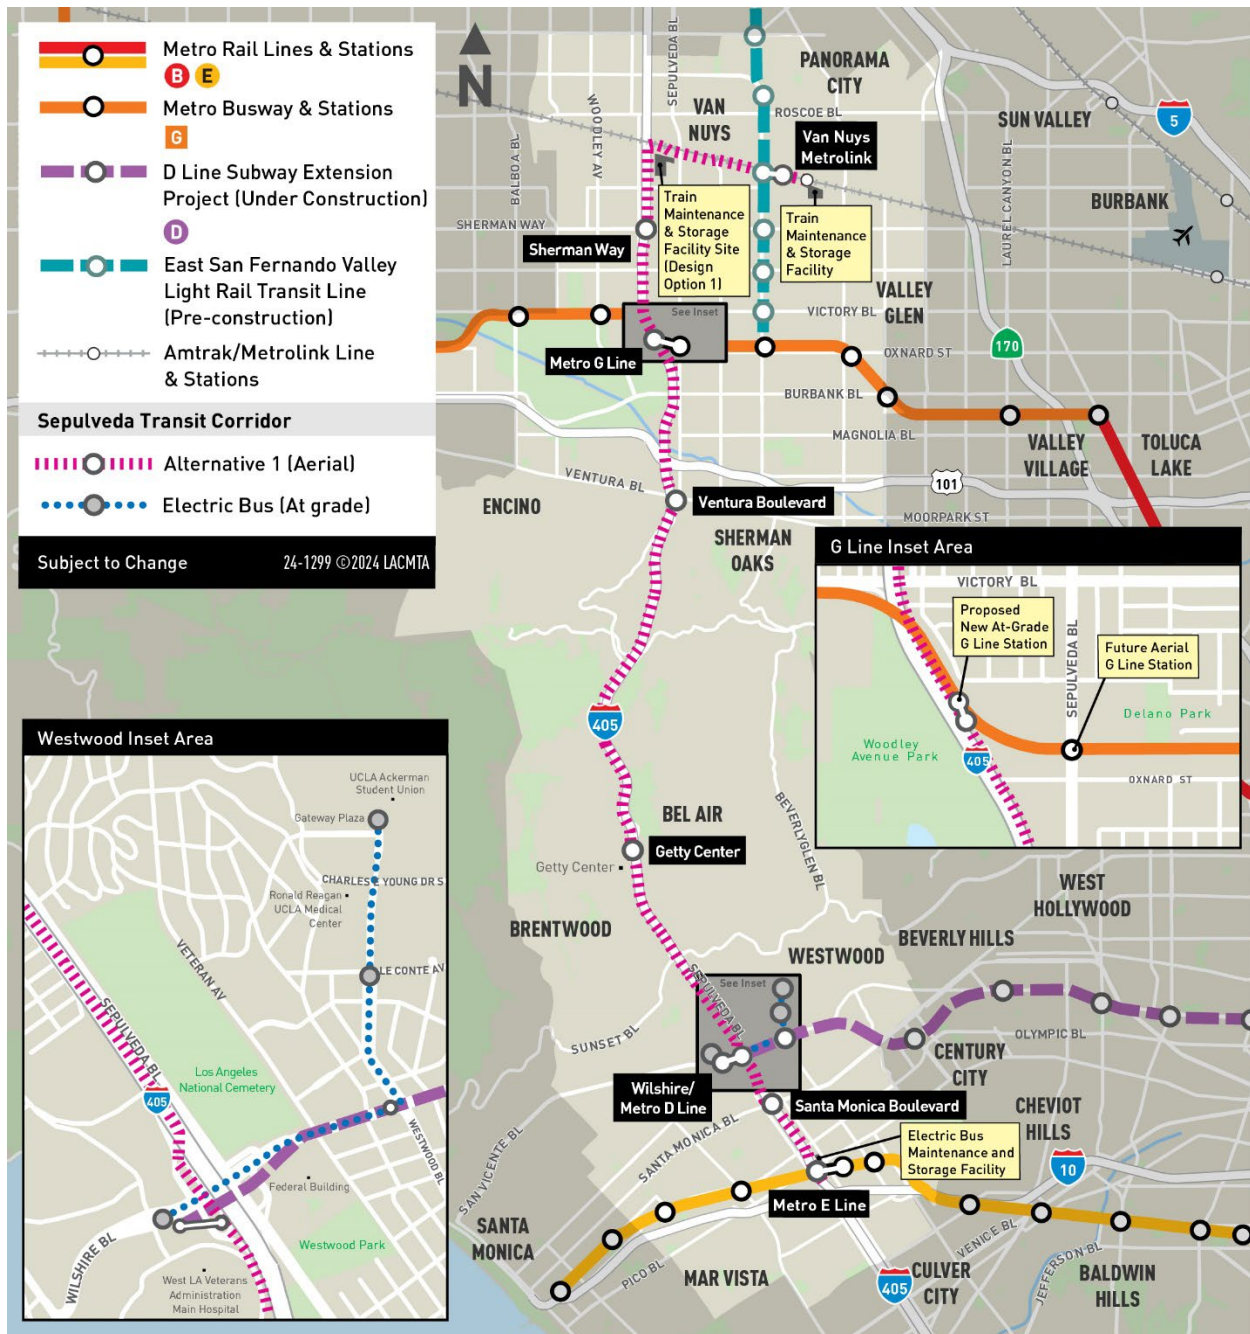 Metro Rail Lines & Stations
B E
Metro Busway & Stations
G
D Line Subway Extension
Project (Under Construction)
D
East San Fernando Valley
Light Rail Transit Line
(Pre-construction)
Amtrak/Metrolink Line
& Stations
Sepulveda Transit Corridor
Alternative 1 (Aerial)
Electric Bus (At grade)
Subject to Change
24-1299 ©2024 LACMTA
N
BALBOA BL
WOODLEY AV
SEPULVEDA BL
VAN
NUYS
PANORAMA
CITY
ROSCOE BL
Van Nuys
Metrolink
SUN VALLEY
5
BURBANK
LAUREL CANYON BL
SHERMAN WAY
Sherman Way
Train
Maintenance
& Storage
Facility Site
(Design
Option 1)
Train
Maintenance
& Storage
Facility
VALLEY
GLEN
VICTORY BL
See Inset
Metro G Line
OXNARD ST
170
BURBANK BL
MAGNOLIA BL
VALLEY
VILLAGE
TOLUCA
LAKE
VENTURA BL
ENCINO
Ventura Boulevard
101
MOORPARK ST
SHERMAN
OAKS
G Line Inset Area
VICTORY BL
Proposed
New At-Grade
G Line Station
SEPULVEDA BL
Future Aerial
G Line Station
Delano Park
Woodley
Avenue Park
405
OXNARD ST
405
BEL AIR
Getty Center
Getty Center
BEVERLY GLEN BL
BRENTWOOD
WESTWOOD
BEVERLY HILLS
WEST
HOLLYWOOD
See Inset
SEPULVEDA BL
SUNSET BL
OLYMPIC BL
CENTURY
CITY
Wilshire/
Metro D Line
Santa Monica Boulevard
CHEVIOT
HILLS
SANTA MONICA BL
SAN VICENTE BL
Electric Bus
Maintenance and
Storage Facility
10
Metro E Line
SANTA
MONICA
PICO BL
MAR VISTA
VENICE BL
405
CULVER
CITY
JEFFERSON BL
BALDWIN
HILLS
Westwood Inset Area
UCLA Ackerman
Student Union
Gateway Plaza
CHARLES E YOUNG DR S
Ronald Reagan
UCLA Medical
Center
VETERAN AV
LE CONTE AV
SEPULVEDA BL
Los Angeles
National Cemetery
405
WESTWOOD BL
Federal Building
WILSHIRE BL
Westwood Park
West LA Veterans
Administration
Main Hospital